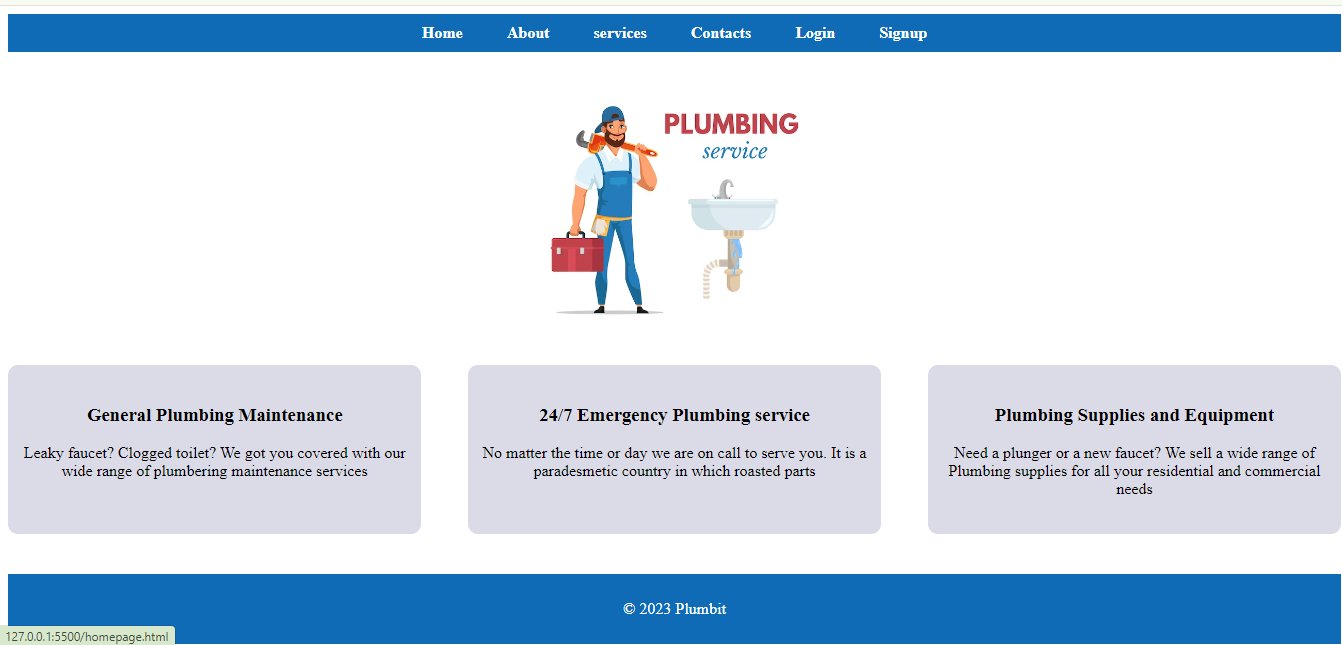 Home About services Contacts Login Signup
PLUMBING
service
General Plumbing Maintenance
Leaky faucet? Clogged toilet? We got you covered with our
wide range of plumbering maintenance services
24/7 Emergency Plumbing service
No matter the time or day we are on call to serve you. It is a
paradesmetic country in which roasted parts
Plumbing Supplies and Equipment
Need a plunger or a new faucet? We sell a wide range of
Plumbing supplies for all your residential and commercial
needs
© 2023 Plumbit
127.0.0.1:5500/homepage.html